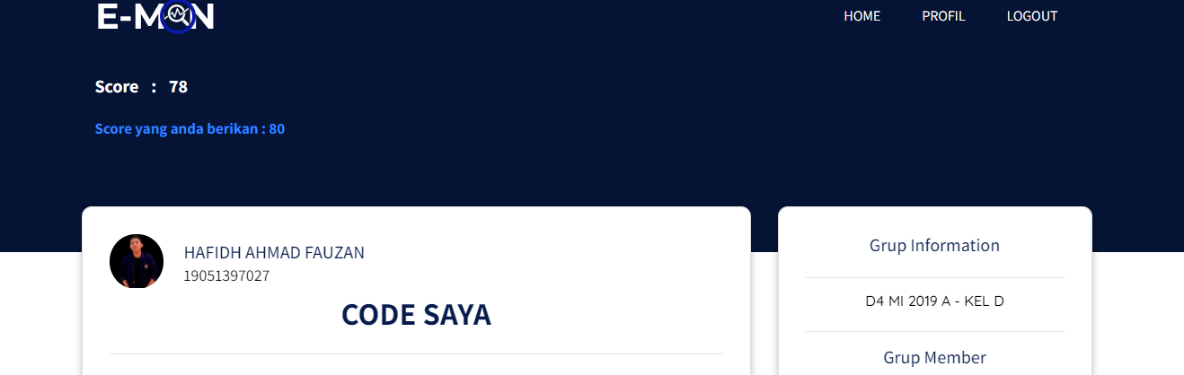 E-MON
HOME PROFIL LOGOUT
Score : 78
Score yang anda berikan : 80
HAFIDH AHMAD FAUZAN
19051397027
CODE SAYA
Grup Information
D4 MI 2019 A - KEL D
Grup Member